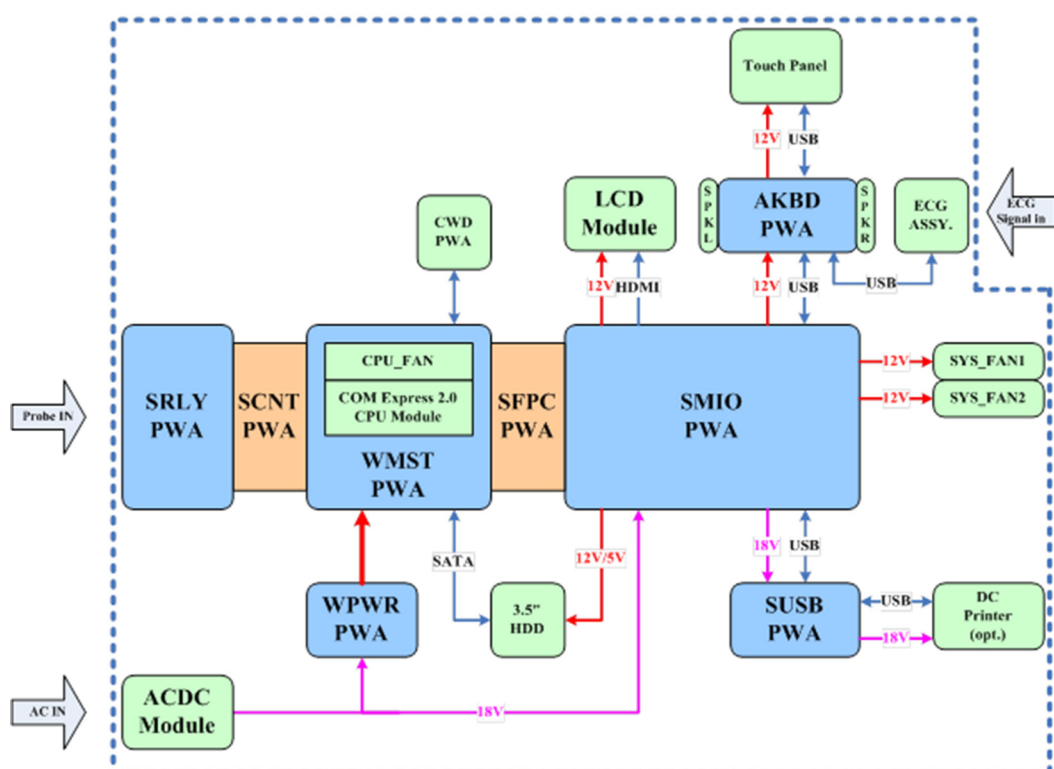 Touch Panel
12V
USB
S
P
K
L
AKBD
PWA
S
P
K
R
ECG
ASSY.
ECG
Signal in
LCD
Module
CWD
PWA
12V
HDMI
12V
USB
USB
SRLY
PWA
SCNT
PWA
CPU_FAN
COM Express 2.0
CPU Module
WMST
PWA
SFPC
PWA
SMIO
PWA
12V
SYS_FAN1
12V
SYS_FAN2
Probe IN
SATA
12V/5V
18V
USB
WPWR
PWA
3.5"
HDD
SUSB
PWA
USB
18V
DC
Printer
(opt.)
AC IN
ACDC
Module
18V